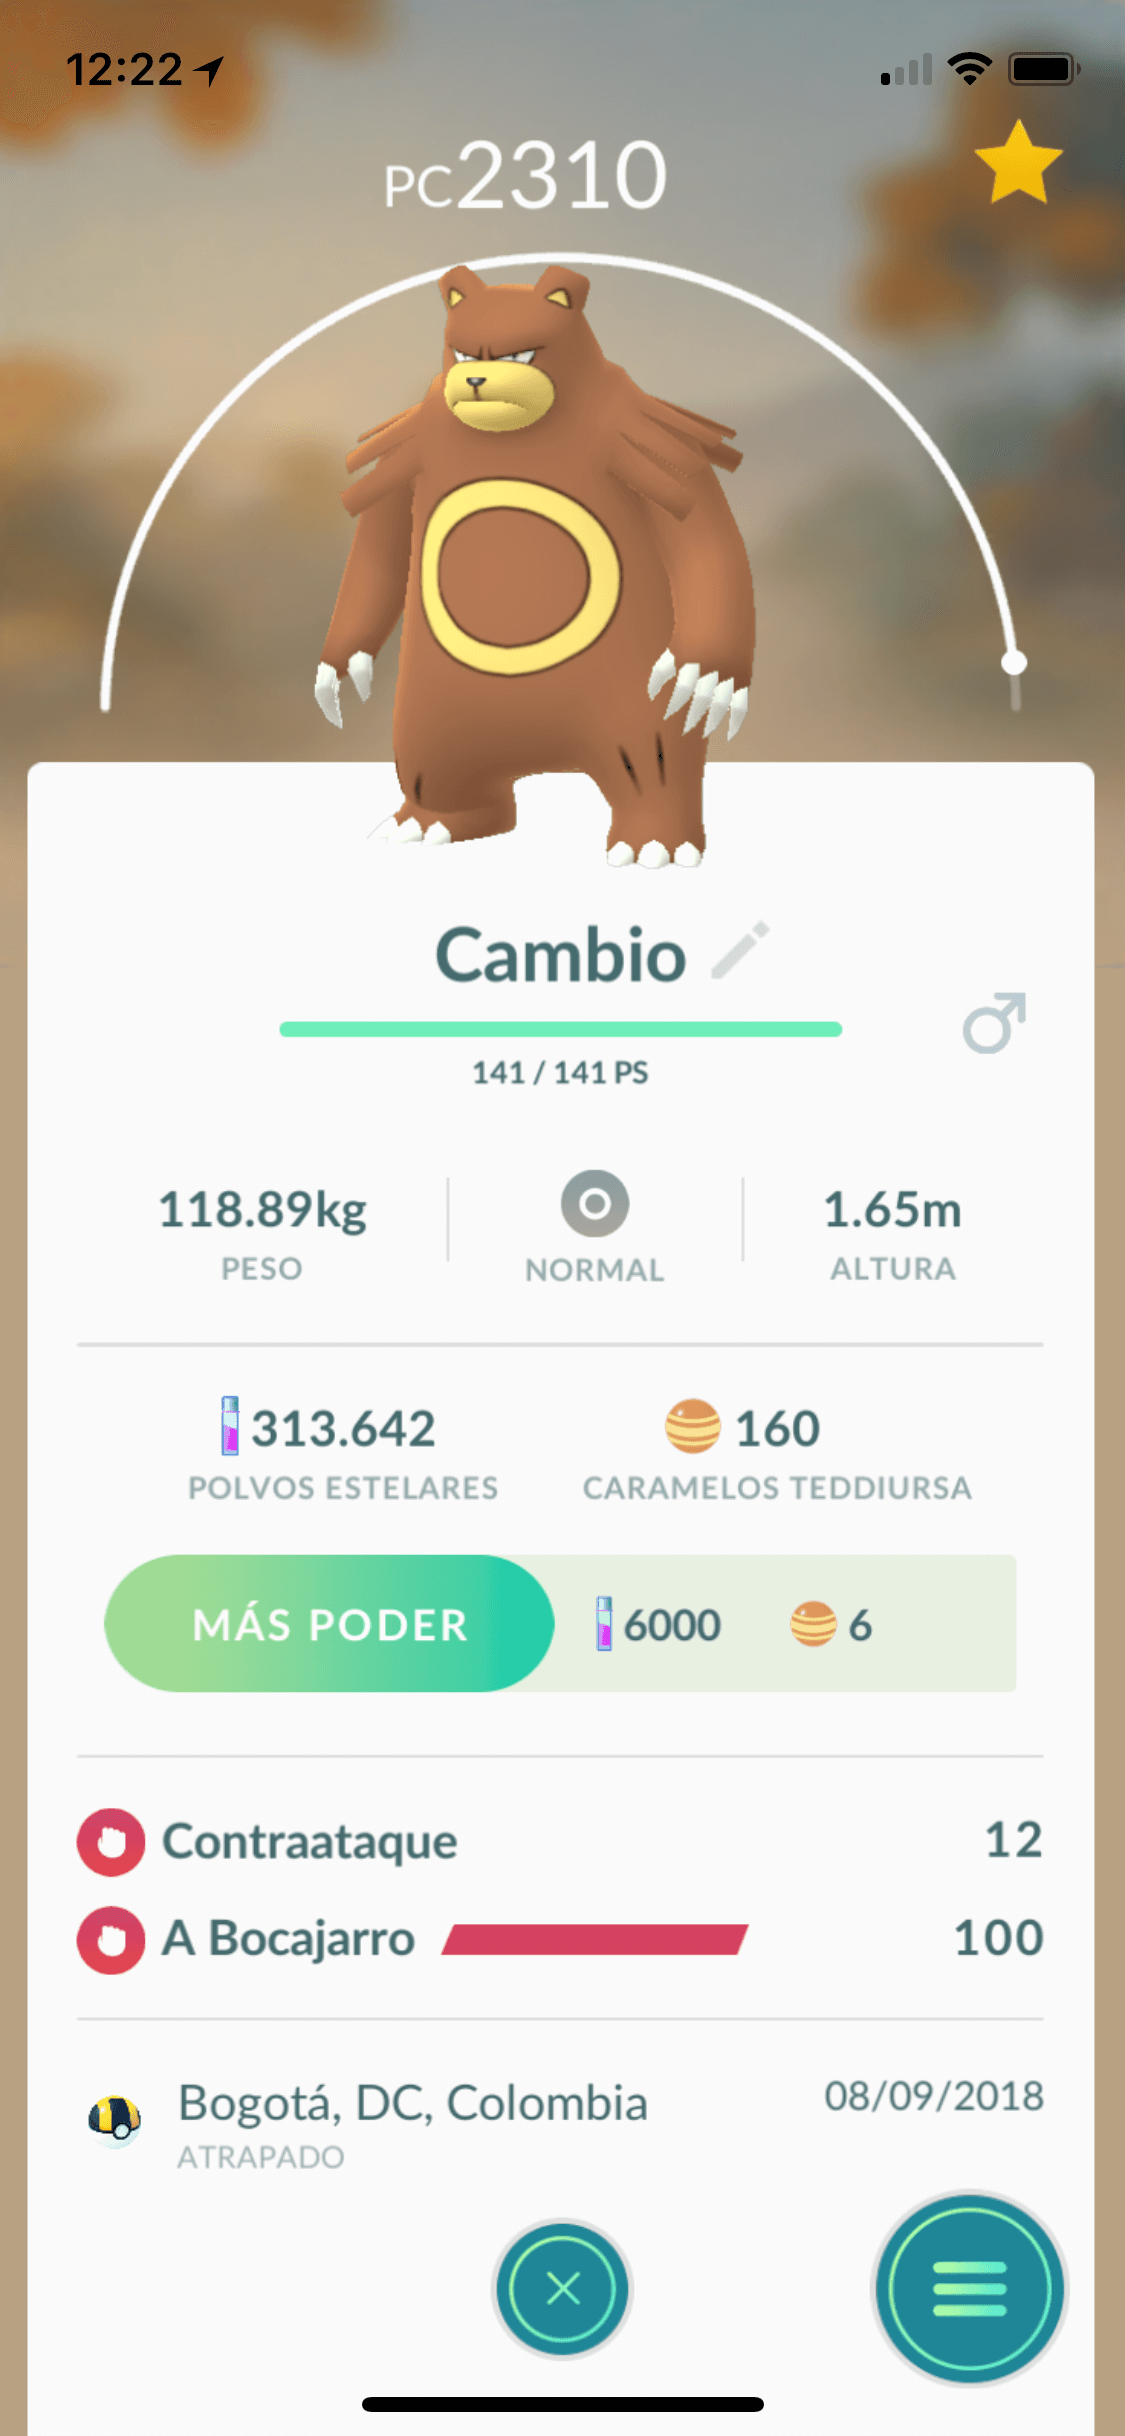 12:22
PC2310
Cambio
141 / 141 PS
118.89kg
PESO
NORMAL
1.65m
ALTURA
313.642
POLVOS ESTELARES
160
CARAMELOS TEDDIURSA
MÁS PODER 6000 6
Contraataque 12
A Bocajarro 100
Bogotá, DC, Colombia 08/09/2018
ATRAPADO